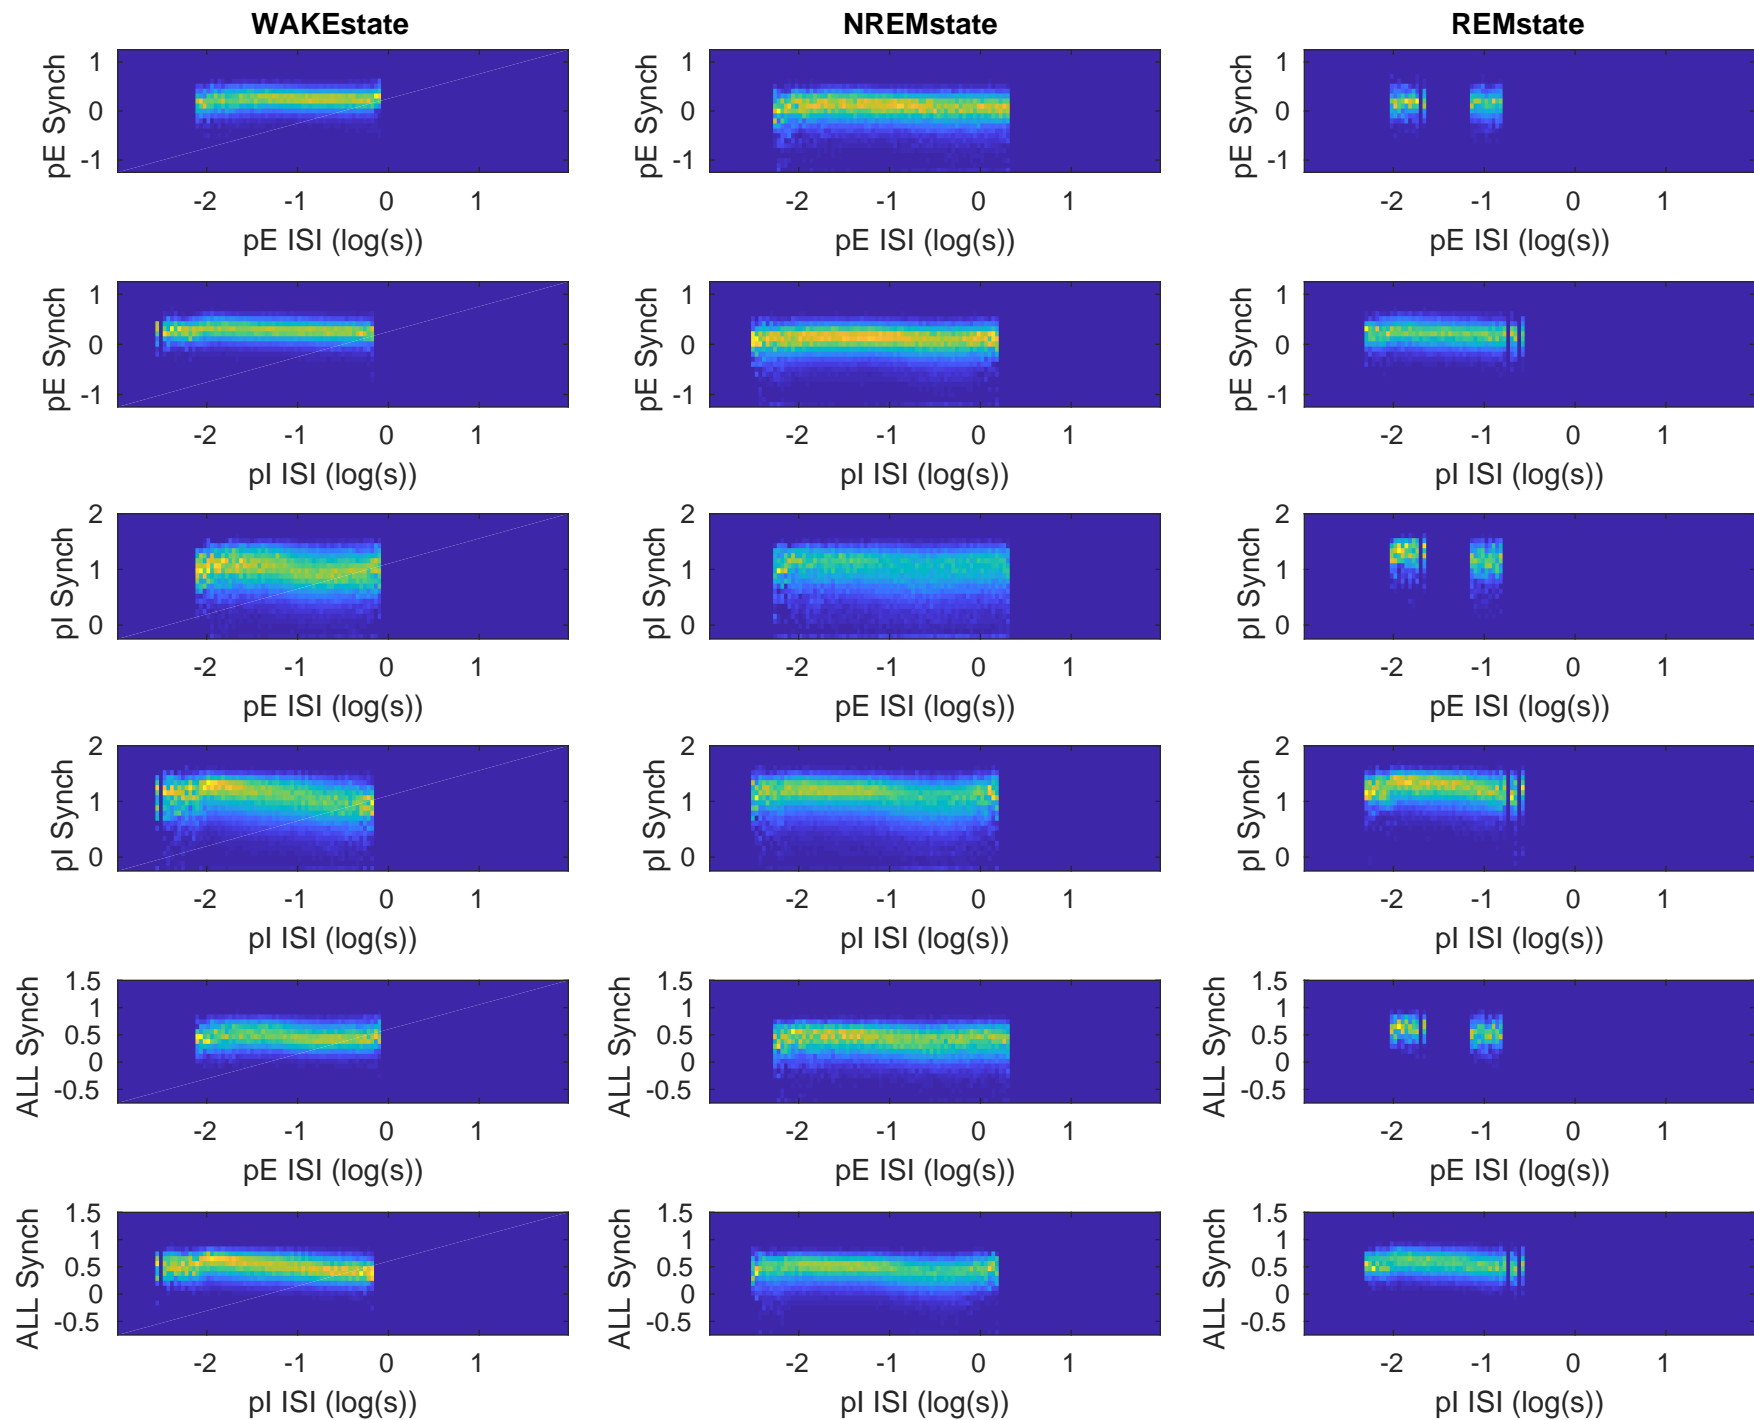 WAKEstate NREMstate REMstate
1 1 1
pE Synch pE Synch pE Synch
0 0 0
-1 -1 -1
-2 -1 0 1 -2 -1 0 1 -2 -1 0 1
pE ISI (log(s)) pE ISI (log(s)) pE ISI (log(s))
1 1 1
pE Synch pE Synch pE Synch
0 0 0
-1 -1 -1
-2 -1 0 1 -2 -1 0 1 -2 -1 0 1
pI ISI (log(s)) pI ISI (log(s)) pI ISI (log(s))
2 2 2
pI Synch pI Synch pI Synch
1 1 1
0 0 0
-2 -1 0 1 -2 -1 0 1 -2 -1 0 1
pE ISI (log(s)) pE ISI (log(s)) pE ISI (log(s))
2 2 2
pI Synch pI Synch pI Synch
1 1 1
0 0 0
-2 -1 0 1 -2 -1 0 1 -2 -1 0 1
pI ISI (log(s)) pI ISI (log(s)) pI ISI (log(s))
1.5 1.5 1.5
1 1 1
ALL Synch ALL Synch ALL Synch
0.5 0.5 0.5
0 0 0
-0.5 -0.5 -0.5
-2 -1 0 1 -2 -1 0 1 -2 -1 0 1
pE ISI (log(s)) pE ISI (log(s)) pE ISI (log(s))
1.5 1.5 1.5
1 1 1
ALL Synch ALL Synch ALL Synch
0.5 0.5 0.5
0 0 0
-0.5 -0.5 -0.5
-2 -1 0 1 -2 -1 0 1 -2 -1 0 1
pI ISI (log(s)) pI ISI (log(s)) pI ISI (log(s))